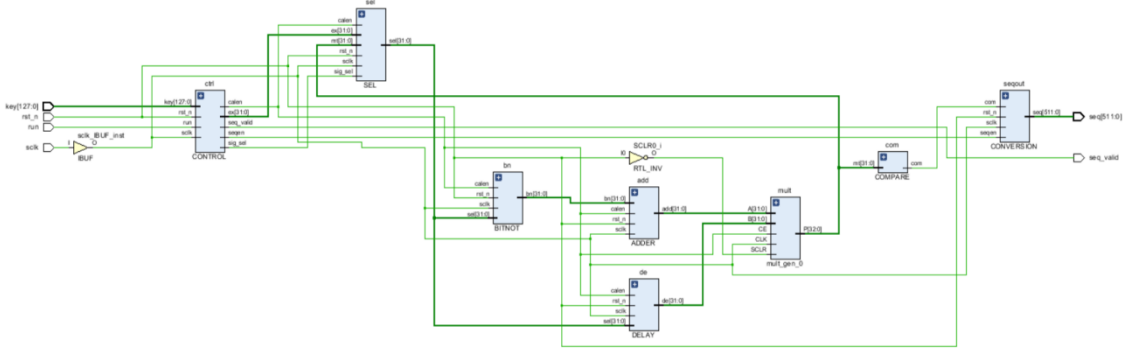 key[127:0]
rst_n
run
sclk
sclk_IBUF_inst
I
O
IBUF
ctrl
key[127:0]
rst_n
run
sclk
calen
ex[31:0]
seq_valid
seqen
sig_sel
CONTROL
sel
calen
ex[31:0]
mt[31:0]
rst_n
sclk
sig_sel
sel[31:0]
SEL
bn
calen
rst_n
sclk
sel[31:0]
bn[31:0]
BITNOT
SCLR0_i
I0
O
RTL_INV
add
bn[31:0]
calen
rst_n
sclk
add[31:0]
ADDER
de
calen
rst_n
sclk
sel[31:0]
de[31:0]
DELAY
mult
A[31:0]
B[31:0]
CE
CLK
SCLR
P[32:0]
mult_gen_0
com
mt[31:0]
com
COMPARE
seqout
com
rst_n
sclk
seqen
seq[511:0]
CONVERSION
seq[511:0]
seq_valid